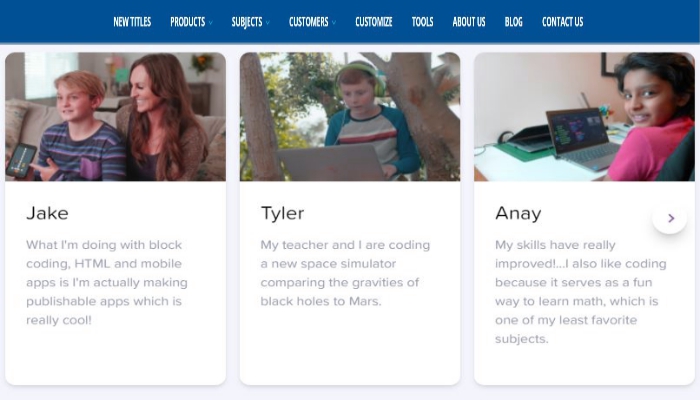 NEW TITLES PRODUCTS SUBJECTS CUSTOMERS CUSTOMIZE TOOLS ABOUT US BLOG CONTACT US
Jake
What I'm doing with block
coding, HTML and mobile
apps is I'm actually making
publishable apps which is
really cool!
Tyler
My teacher and I are coding
a new space simulator
comparing the gravities of
black holes to Mars.
Anay
My skills have really
improved!...I also like coding
because it serves as a fun
way to learn math, which is
one of my least favorite
subjects.